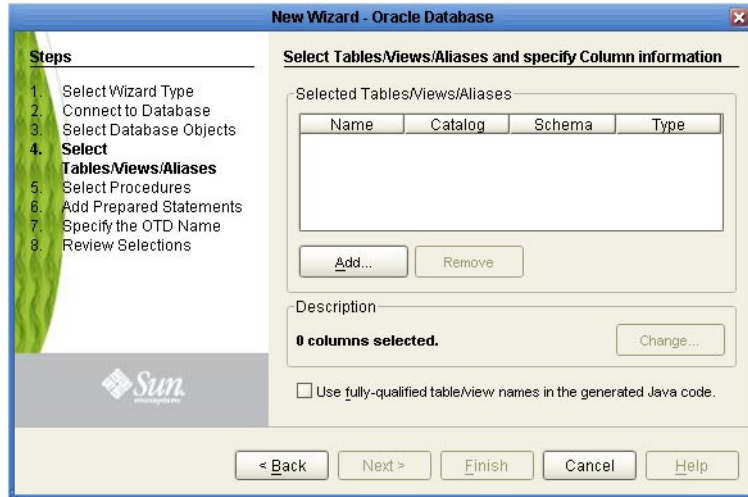 New Wizard - Oracle Database
Steps
1. Select Wizard Type
2. Connect to Database
3. Select Database Objects
4. Select
Tables/Views/Aliases
5. Select Procedures
6. Add Prepared Statements
7. Specify the OTD Name
8. Review Selections
Sun
microsystems
Select Tables/Views/Aliases and specify Column information
Selected Tables/Views/Aliases
Name Catalog Schema Type
Add... Remove
Description
0 columns selected. Change...
Use fully-qualified table/view names in the generated Java code.
< Back Next > Finish Cancel Help